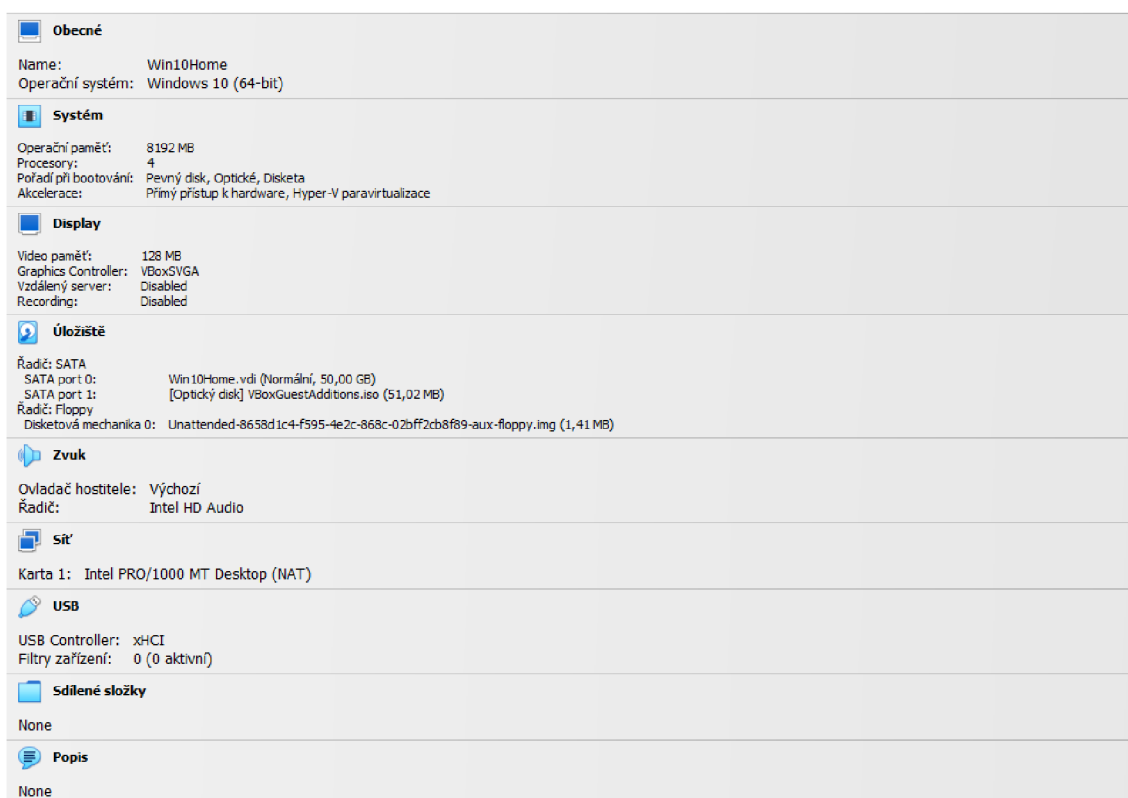 Obecné
Name: Win10Home
Operační systém: Windows 10 (64-bit)
Systém
Operační paměť: 8192 MB
Procesory: 4
Pořadí při bootování: Pevný disk, Optické, Disketa
Akcelerace: Přímý přístup k hardware, Hyper-V paravirtualizace
Display
Video paměť: 128 MB
Graphics Controller: VBoxSVGA
Vzdálený server: Disabled
Recording: Disabled
Úložiště
Řadič: SATA
SATA port 0: Win10Home.vdi (Normální, 50,00 GB)
SATA port 1: [Optický disk] VBoxGuestAdditions.iso (51,02 MB)
Řadič: Floppy
Disketová mechanika 0: Unattended-8658d1c4-f595-4e2c-868c-02bff2cb8f89-aux-floppy.img (1,41 MB)
Zvuk
Ovladač hostitele: Výchozí
Řadič: Intel HD Audio
Síť
Karta 1: Intel PRO/1000 MT Desktop (NAT)
USB
USB Controller: xHCI
Filtry zařízení: 0 (0 aktivní)
Sdílené složky
None
Popis
None